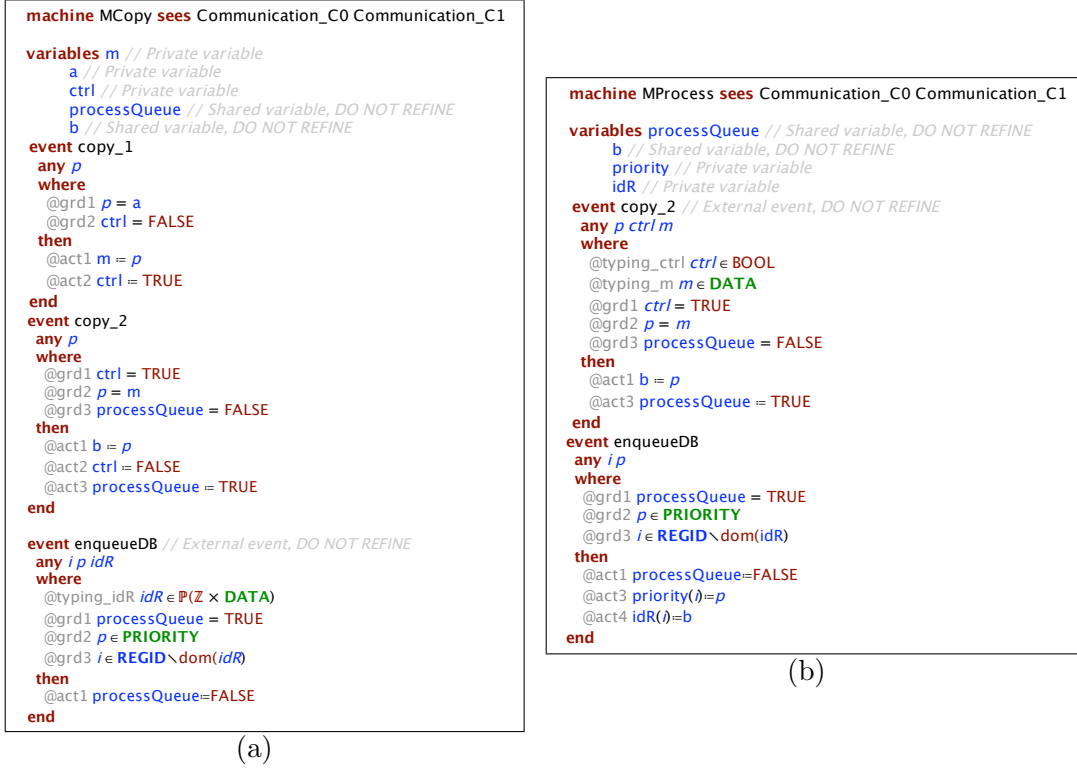 machine MCopy sees Communication_C0 Communication_C1
variables m // Private variable
a // Private variable
ctrl // Private variable
processQueue // Shared variable, DO NOT REFINE
b // Shared variable, DO NOT REFINE
event copy_1
any p
where
@grd1 p = a
@grd2 ctrl = FALSE
then
@act1 m ≔ p
@act2 ctrl ≔ TRUE
end
event copy_2
any p
where
@grd1 ctrl = TRUE
@grd2 p = m
@grd3 processQueue = FALSE
then
@act1 b ≔ p
@act2 ctrl ≔ FALSE
@act3 processQueue ≔ TRUE
end
event enqueueDB // External event, DO NOT REFINE
any i p idR
where
@typing_idR idR ∈ ℙ(ℤ × DATA)
@grd1 processQueue = TRUE
@grd2 p ∈ PRIORITY
@grd3 i ∈ REGID∖dom(idR)
then
@act1 processQueue≔FALSE
end
(a)
machine MProcess sees Communication_C0 Communication_C1
variables processQueue // Shared variable, DO NOT REFINE
b // Shared variable, DO NOT REFINE
priority // Private variable
idR // Private variable
event copy_2 // External event, DO NOT REFINE
any p ctrl m
where
@typing_ctrl ctrl ∈ BOOL
@typing_m m ∈ DATA
@grd1 ctrl = TRUE
@grd2 p = m
@grd3 processQueue = FALSE
then
@act1 b ≔ p
@act3 processQueue ≔ TRUE
end
event enqueueDB
any i p
where
@grd1 processQueue = TRUE
@grd2 p ∈ PRIORITY
@grd3 i ∈ REGID∖dom(idR)
then
@act1 processQueue≔FALSE
@act3 priority(i)≔p
@act4 idR(i)≔b
end
(b)